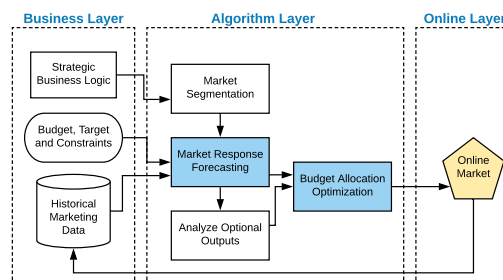 Business Layer
Algorithm Layer
Online Layer
Strategic
Business Logic
Market
Segmentation
Budget, Target
and Constraints
Market Response
Forecasting
Online
Market
Budget Allocation
Optimization
Historical
Marketing
Data
Analyze Optional
Outputs